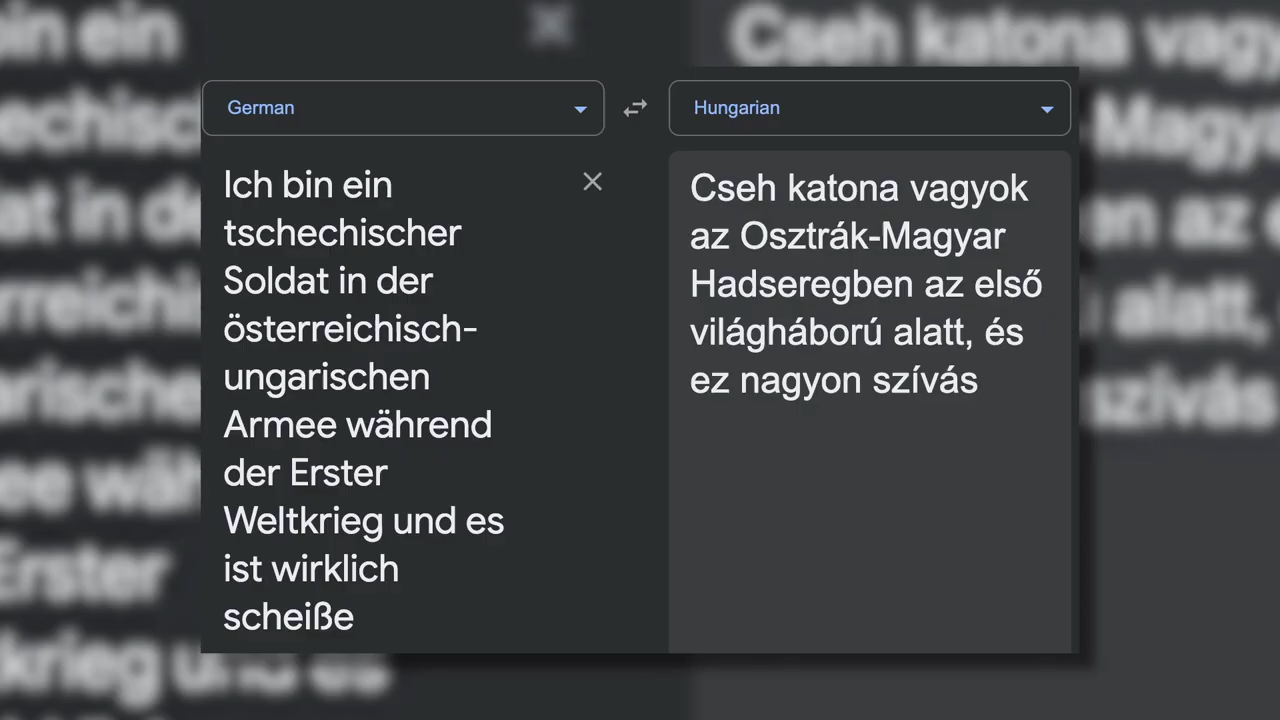 German
Hungarian
Ich bin ein
tschechischer
Soldat in der
österreichisch-
ungarischen
Armee während
der Erster
Weltkrieg und es
ist wirklich
scheiße
Cseh katona vagyok
az Osztrák-Magyar
Hadseregben az első
világháború alatt, és
ez nagyon szívás